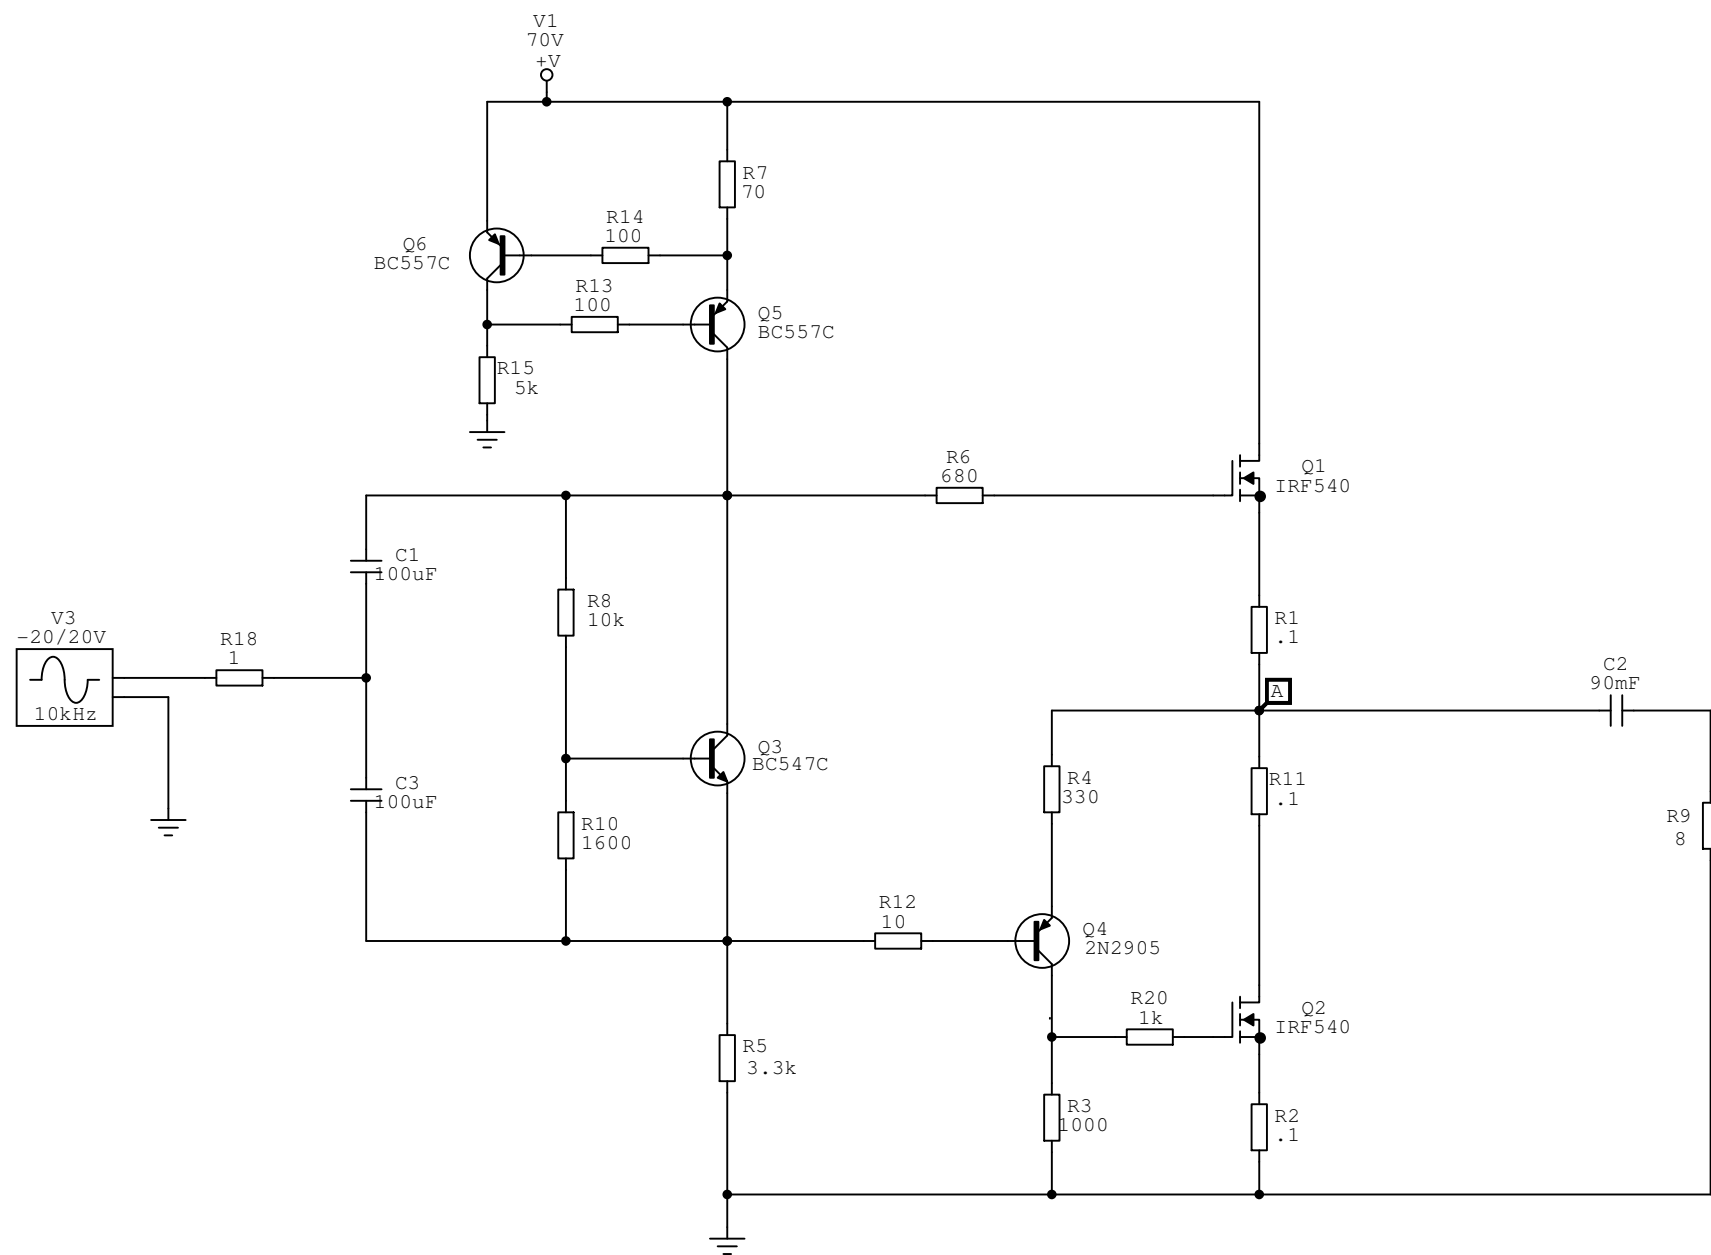 V1
70V
+V
R7
70
R14
100
Q6
BC557C
R13
100
Q5
BC557C
R15
5k
R6
680
Q1
IRF540
C1
100uF
R8
10k
V3
-20/20V
10kHz
R18
1
R1
.1
A
C2
90mF
Q3
BC547C
C3
100uF
R10
1600
R4
330
R11
.1
R9
8
R12
10
Q4
2N2905
R20
1k
Q2
IRF540
R5
3.3k
R3
1000
R2
.1